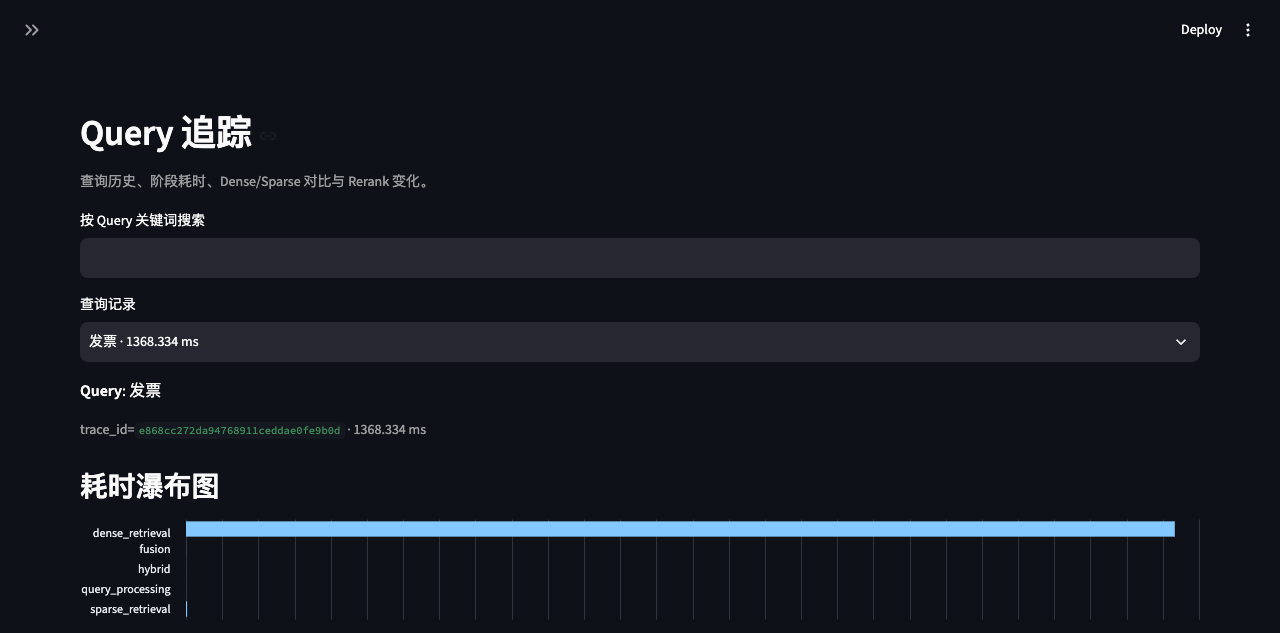 Deploy
Query 追踪
查询历史、阶段耗时、Dense/Sparse 对比与 Rerank 变化。
按 Query 关键词搜索
查询记录
发票 · 1368.334 ms
Query: 发票
trace_id= e868cc272da94768911ceddae0fe9b0d · 1368.334 ms
耗时瀑布图
dense_retrieval
fusion
hybrid
query_processing
sparse_retrieval